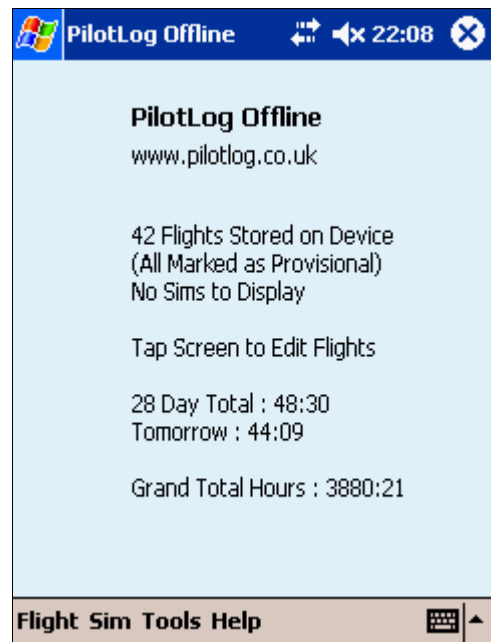 PilotLog Offline 22:08
PilotLog Offline
www.pilotlog.co.uk
42 Flights Stored on Device
(All Marked as Provisional)
No Sims to Display
Tap Screen to Edit Flights
28 Day Total : 48:30
Tomorrow : 44:09
Grand Total Hours : 3880:21
Flight Sim Tools Help